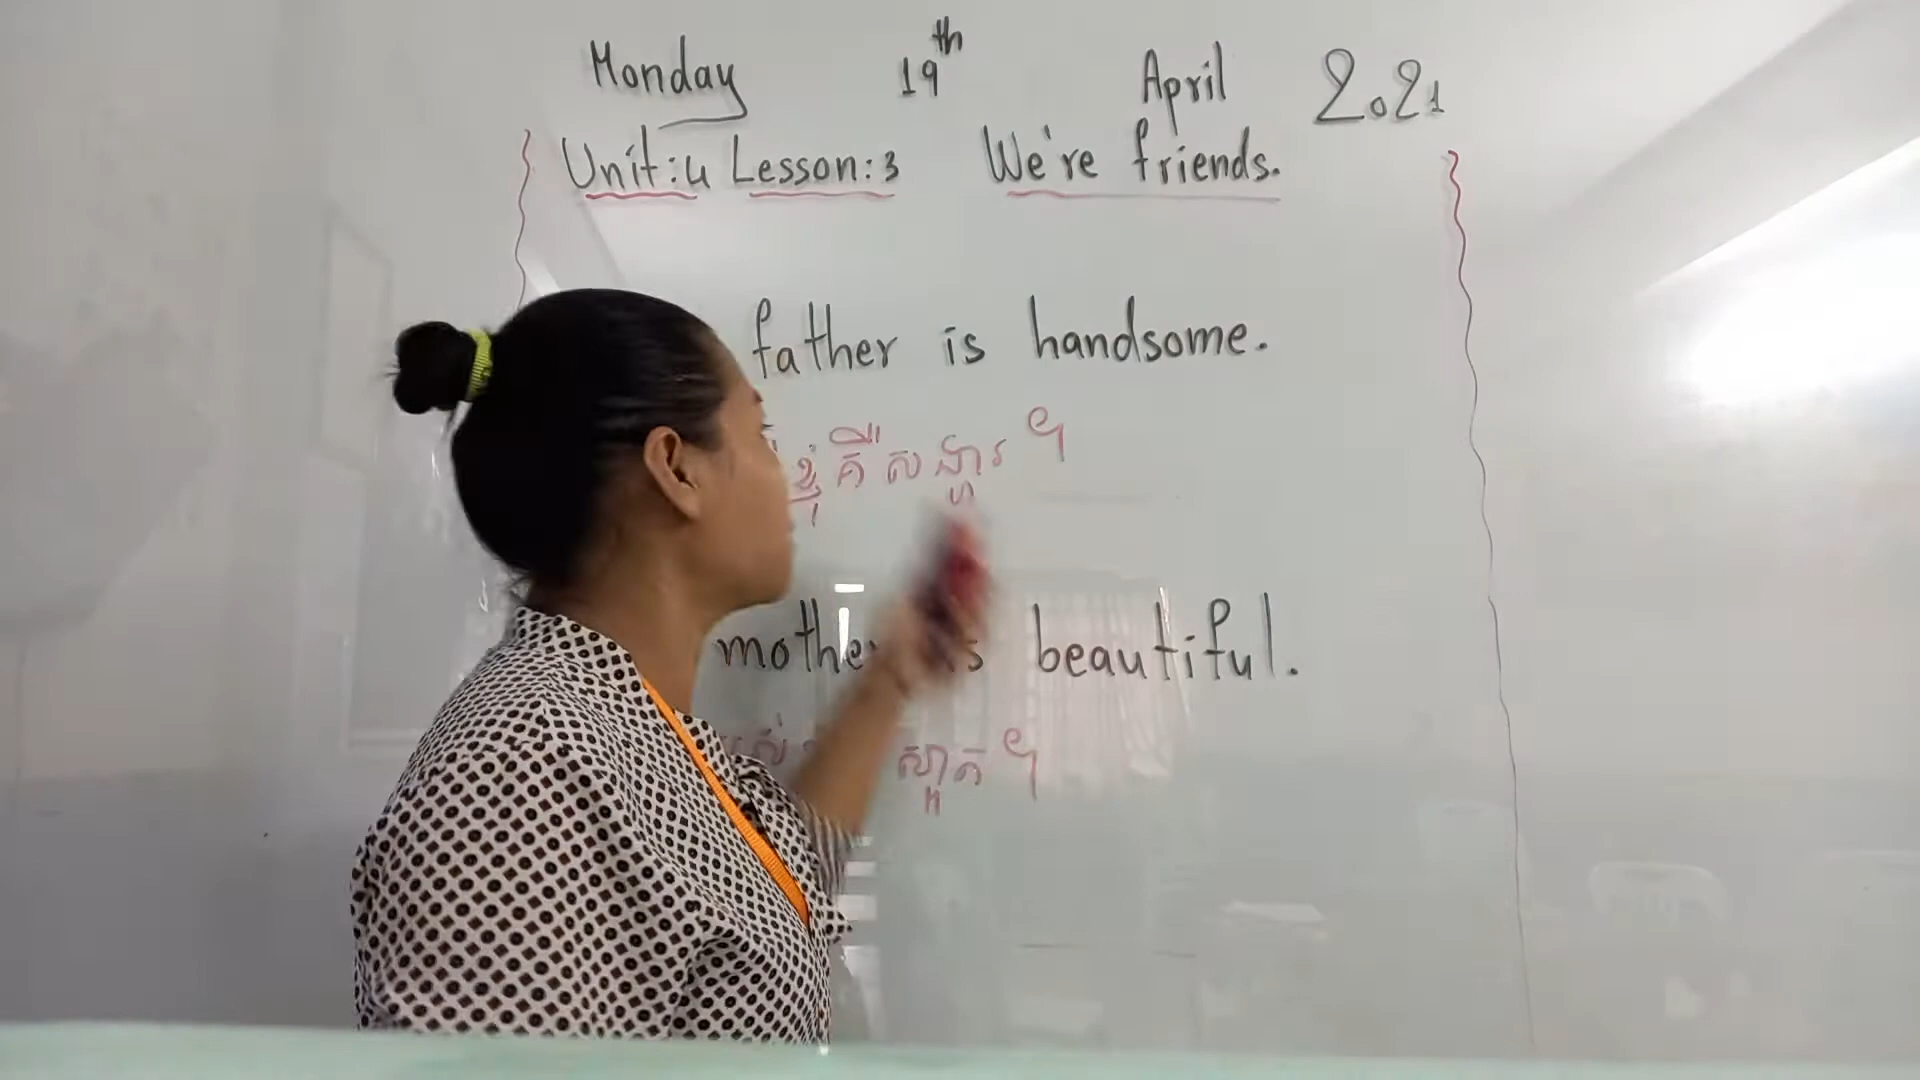 Monday 19th April 2021
Unit:4 Lesson:3 We're friends.
father is handsome.
ខ្ញុំគឺសង្ហារ ។
mother is beautiful.
ស្អាត ។